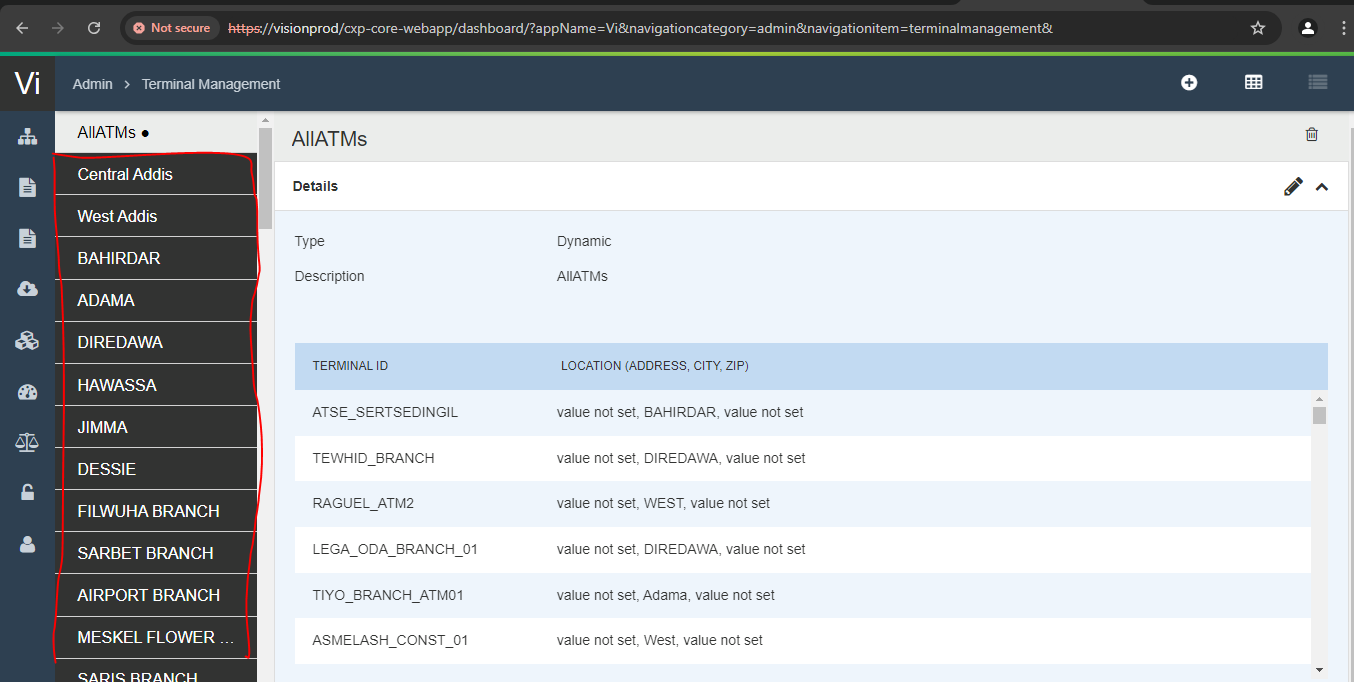 Not secure https://visionprod/cxp-core-webapp/dashboard/?appName=Vi&navigationcategory=admin&navigationitem=terminalmanagement&
Vi Admin > Terminal Management
AllATMs ●
Central Addis
West Addis
BAHIRDAR
ADAMA
DIREDAWA
HAWASSA
JIMMA
DESSIE
FILWUHA BRANCH
SARBET BRANCH
AIRPORT BRANCH
MESKEL FLOWER ...
SARIS BRANCH
AllATMs
Details
Type Dynamic
Description AllATMs
TERMINAL ID LOCATION (ADDRESS, CITY, ZIP)
ATSE_SERTSEDINGIL value not set, BAHIRDAR, value not set
TEWHID_BRANCH value not set, DIREDAWA, value not set
RAGUEL_ATM2 value not set, WEST, value not set
LEGA_ODA_BRANCH_01 value not set, DIREDAWA, value not set
TIYO_BRANCH_ATM01 value not set, Adama, value not set
ASMELASH_CONST_01 value not set, West, value not set